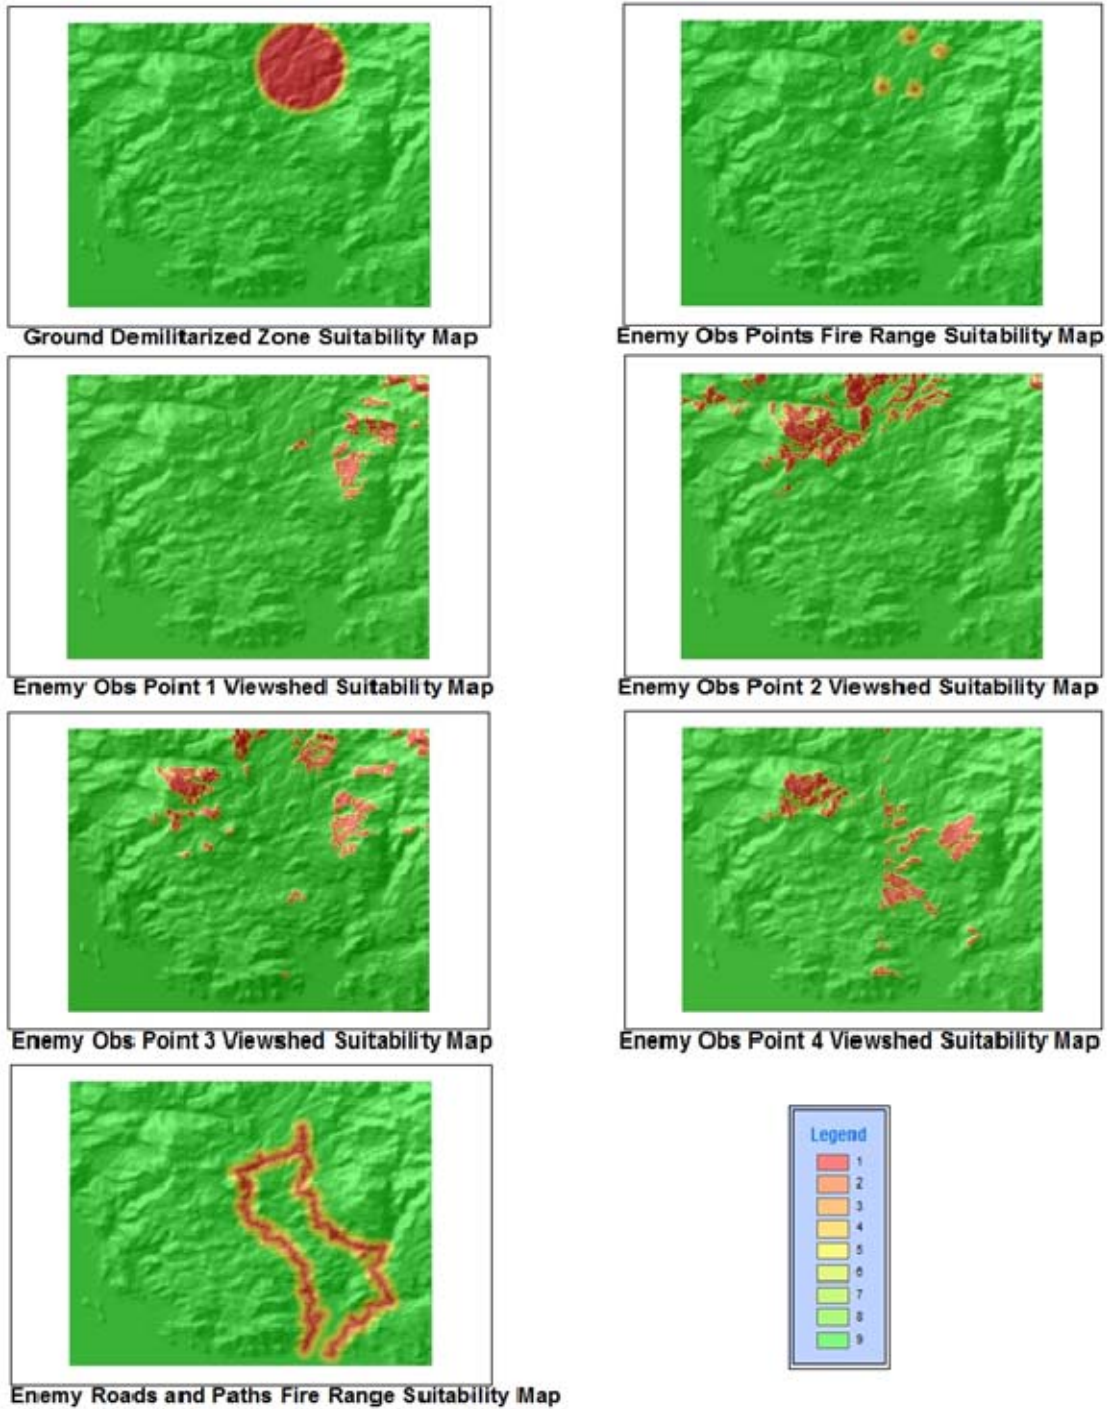 Ground Demilitarized Zone Suitability Map
Enemy Obs Points Fire Range Suitability Map
Enemy Obs Point 1 Viewshed Suitability Map
Enemy Obs Point 2 Viewshed Suitability Map
Enemy Obs Point 3 Viewshed Suitability Map
Enemy Obs Point 4 Viewshed Suitability Map
Legend
1
2
3
4
5
6
7
8
9
Enemy Roads and Paths Fire Range Suitability Map